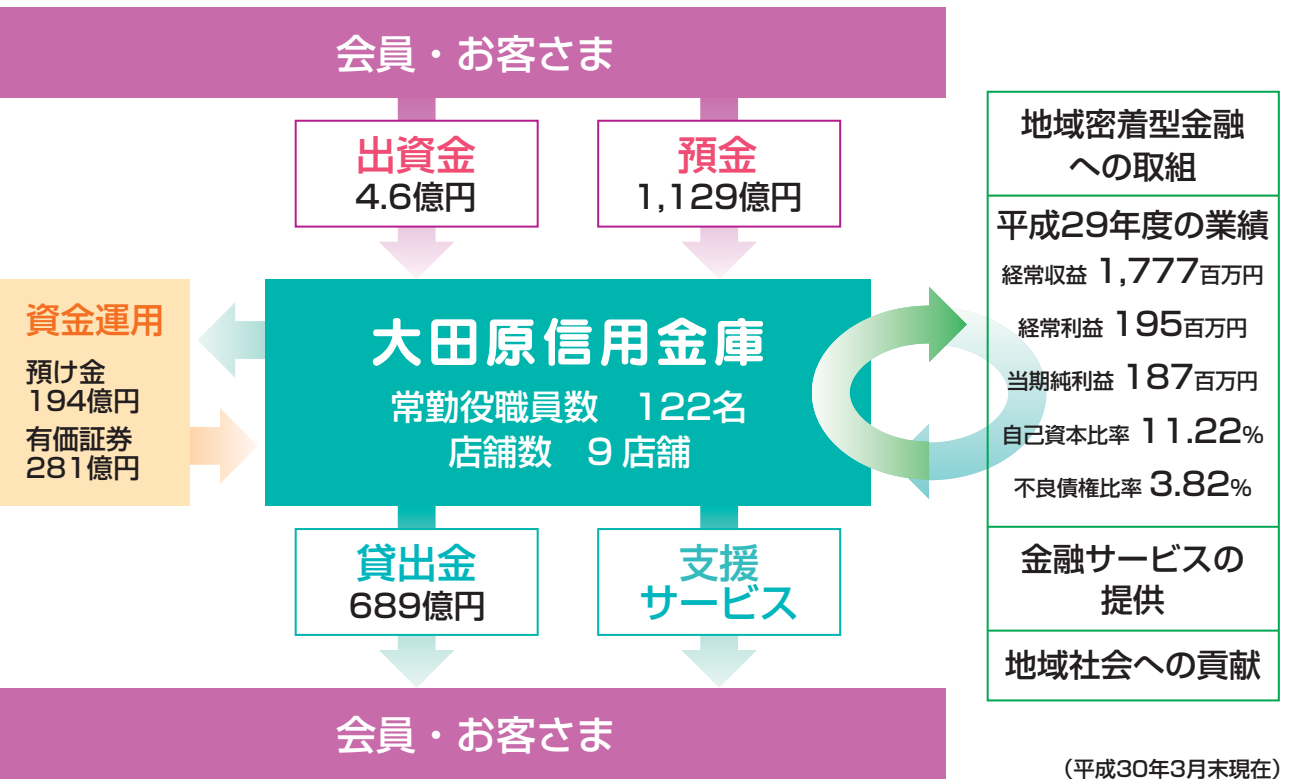 会員・お客さま
出資金
4.6億円
預金
1,129億円
資金運用
預け金
194億円
有価証券
281億円
大田原信用金庫
常勤役職員数　122名
店舗数　9店舗
貸出金
689億円
支援
サービス
会員・お客さま
地域密着型金融
への取組
平成29年度の業績
経常収益 1,777百万円
経常利益 195百万円
当期純利益 187百万円
自己資本比率 11.22%
不良債権比率 3.82%
金融サービスの
提供
地域社会への貢献
(平成30年3月末現在)